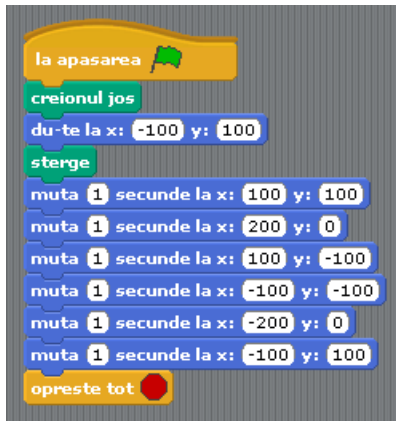 la apasarea
creionul jos
du-te la x: -100 y: 100
sterge
muta 1 secunde la x: 100 y: 100
muta 1 secunde la x: 200 y: 0
muta 1 secunde la x: 100 y: -100
muta 1 secunde la x: -100 y: -100
muta 1 secunde la x: -200 y: 0
muta 1 secunde la x: -100 y: 100
opreste tot